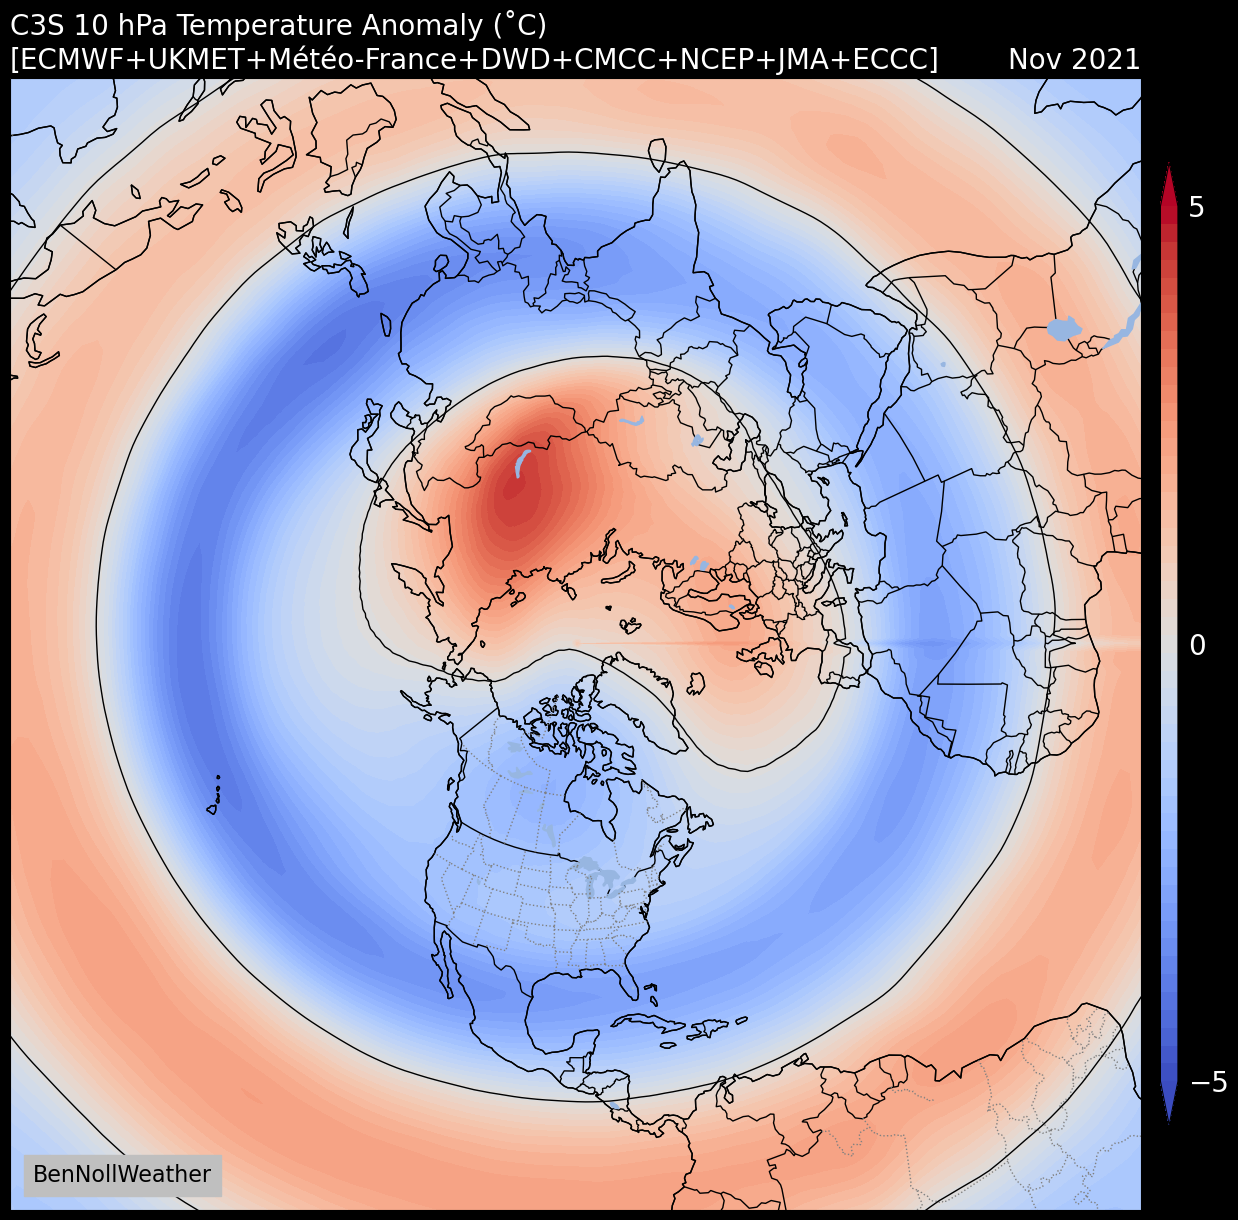 C3S 10 hPa Temperature Anomaly (˚C)
[ECMWF+UKMET+Météo-France+DWD+CMCC+NCEP+JMA+ECCC] Nov 2021
5
0
−5
BenNollWeather